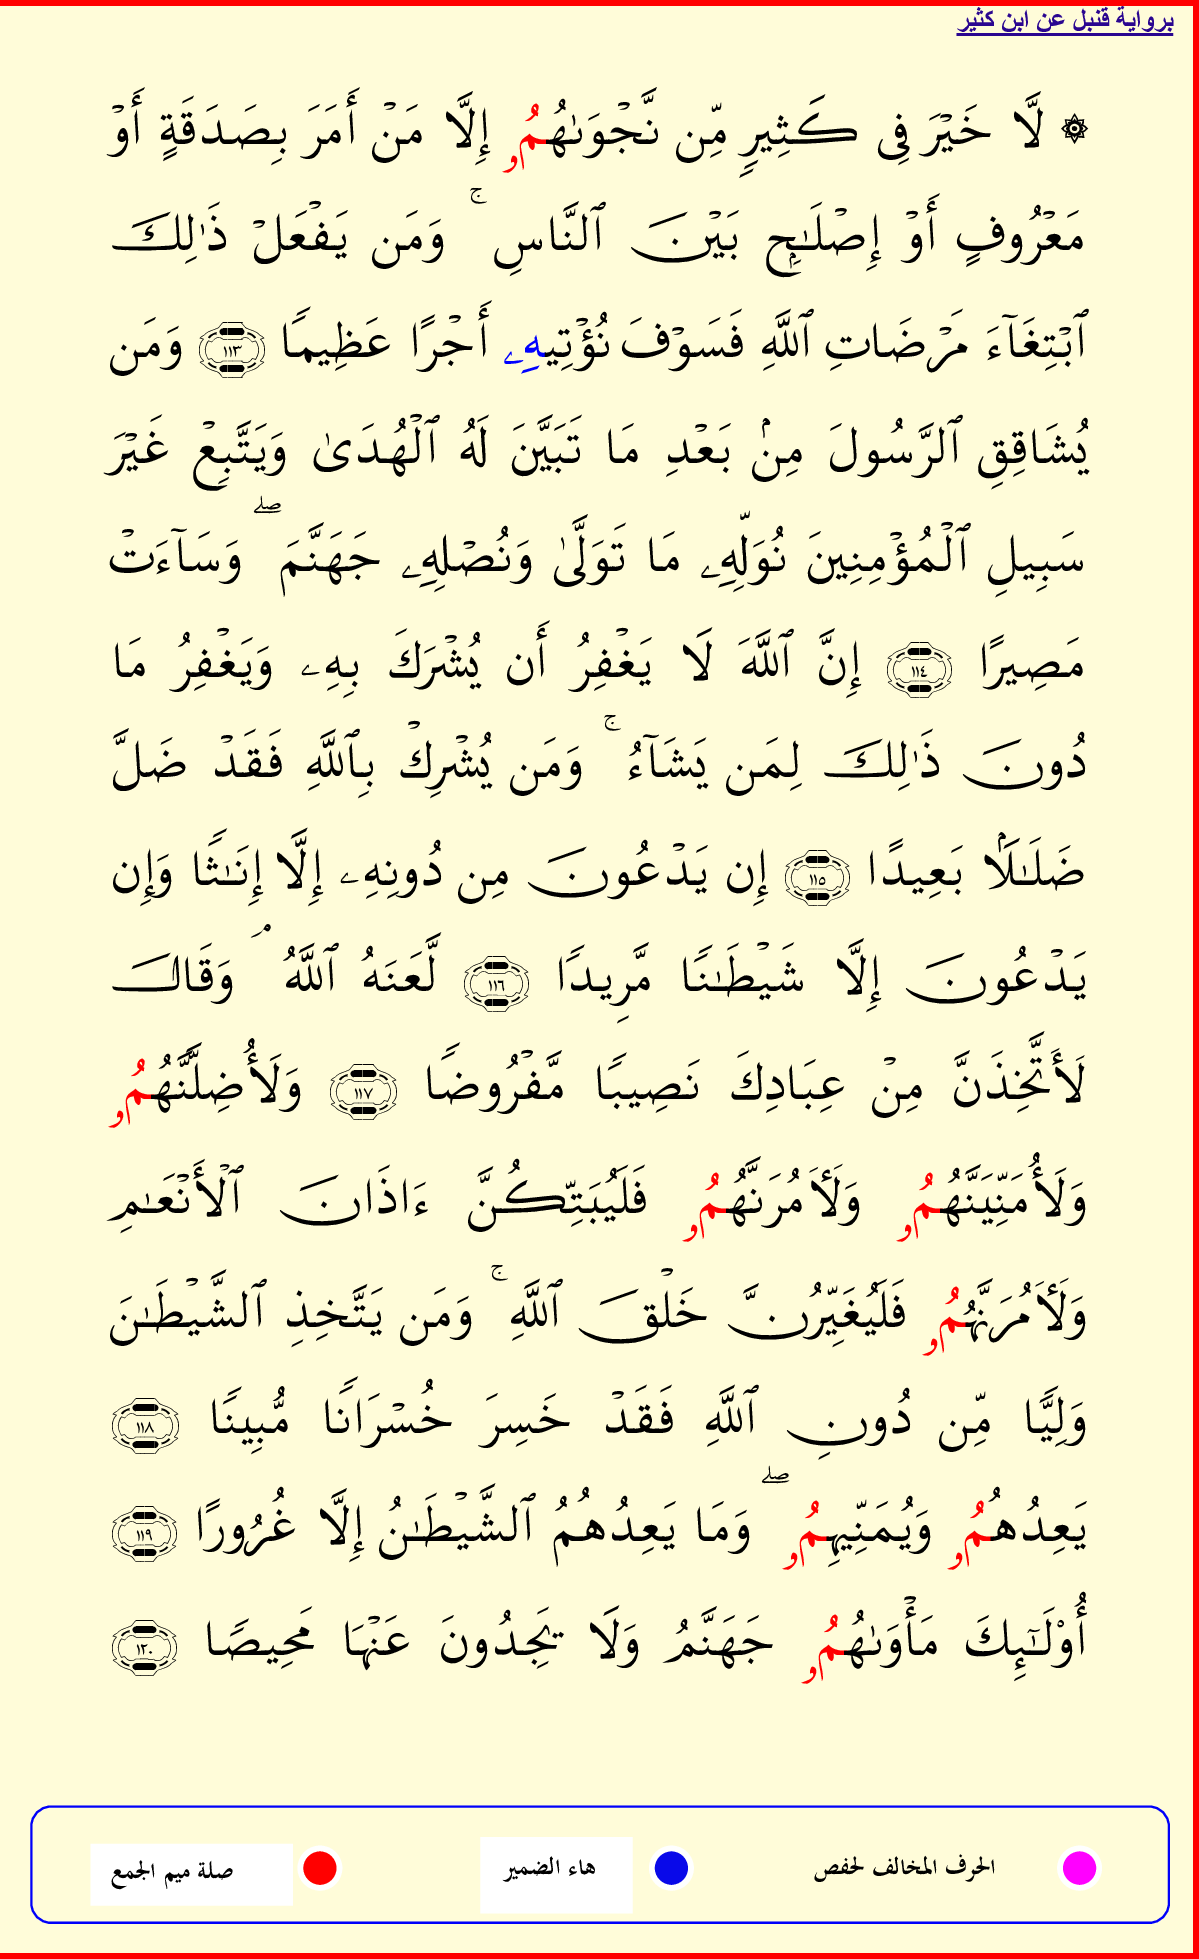 برواية قنبل عن ابن كثير
۞ لَّا خَيْرَ فِى كَثِيرٍ مِّن نَّجْوَىٰهُمُۥ إِلَّا مَنْ أَمَرَ بِصَدَقَةٍ أَوْ
مَعْرُوفٍ أَوْ إِصْلَـٰحٍۭ بَيْنَ ٱلنَّاسِ ۚ وَمَن يَفْعَلْ ذَٰلِكَ
ٱبْتِغَآءَ مَرْضَاتِ ٱللَّهِ فَسَوْفَ نُؤْتِيهِۦ أَجْرًا عَظِيمًا ١١٣ وَمَن
يُشَاقِقِ ٱلرَّسُولَ مِنۢ بَعْدِ مَا تَبَيَّنَ لَهُ ٱلْهُدَىٰ وَيَتَّبِعْ غَيْرَ
سَبِيلِ ٱلْمُؤْمِنِينَ نُوَلِّهِۦ مَا تَوَلَّىٰ وَنُصْلِهِۦ جَهَنَّمَ ۖ وَسَآءَتْ
مَصِيرًا ١١٤ إِنَّ ٱللَّهَ لَا يَغْفِرُ أَن يُشْرَكَ بِهِۦ وَيَغْفِرُ مَا
دُونَ ذَٰلِكَ لِمَن يَشَآءُ ۚ وَمَن يُشْرِكْ بِٱللَّهِ فَقَدْ ضَلَّ
ضَلَـٰلَۢا بَعِيدًا ١١٥ إِن يَدْعُونَ مِن دُونِهِۦ إِلَّا إِنَـٰثًا وَإِن
يَدْعُونَ إِلَّا شَيْطَـٰنًا مَّرِيدًا ١١٦ لَّعَنَهُ ٱللَّهُ ۘ وَقَالَ
لَأَتَّخِذَنَّ مِنْ عِبَادِكَ نَصِيبًا مَّفْرُوضًا ١١٧ وَلَأُضِلَّنَّهُمُۥ
وَلَأُمَنِّيَنَّهُمُۥ وَلَأَمُرَنَّهُمُۥ فَلَيُبَتِّكُنَّ ءَاذَانَ ٱلْأَنْعَـٰمِ
وَلَأَمُرَنَّهُمُۥ فَلَيُغَيِّرُنَّ خَلْقَ ٱللَّهِ ۚ وَمَن يَتَّخِذِ ٱلشَّيْطَـٰنَ
وَلِيًّا مِّن دُونِ ٱللَّهِ فَقَدْ خَسِرَ خُسْرَانًا مُّبِينًا ١١٨
يَعِدُهُمُۥ وَيُمَنِّيهِمُۥ ۖ وَمَا يَعِدُهُمُ ٱلشَّيْطَـٰنُ إِلَّا غُرُورًا ١١٩
أُوْلَـٰٓئِكَ مَأْوَىٰهُمُۥ جَهَنَّمُ وَلَا يَجِدُونَ عَنْهَا مَحِيصًا ١٢٠
الحرف المخالف لحفص هاء الضمير صلة ميم الجمع